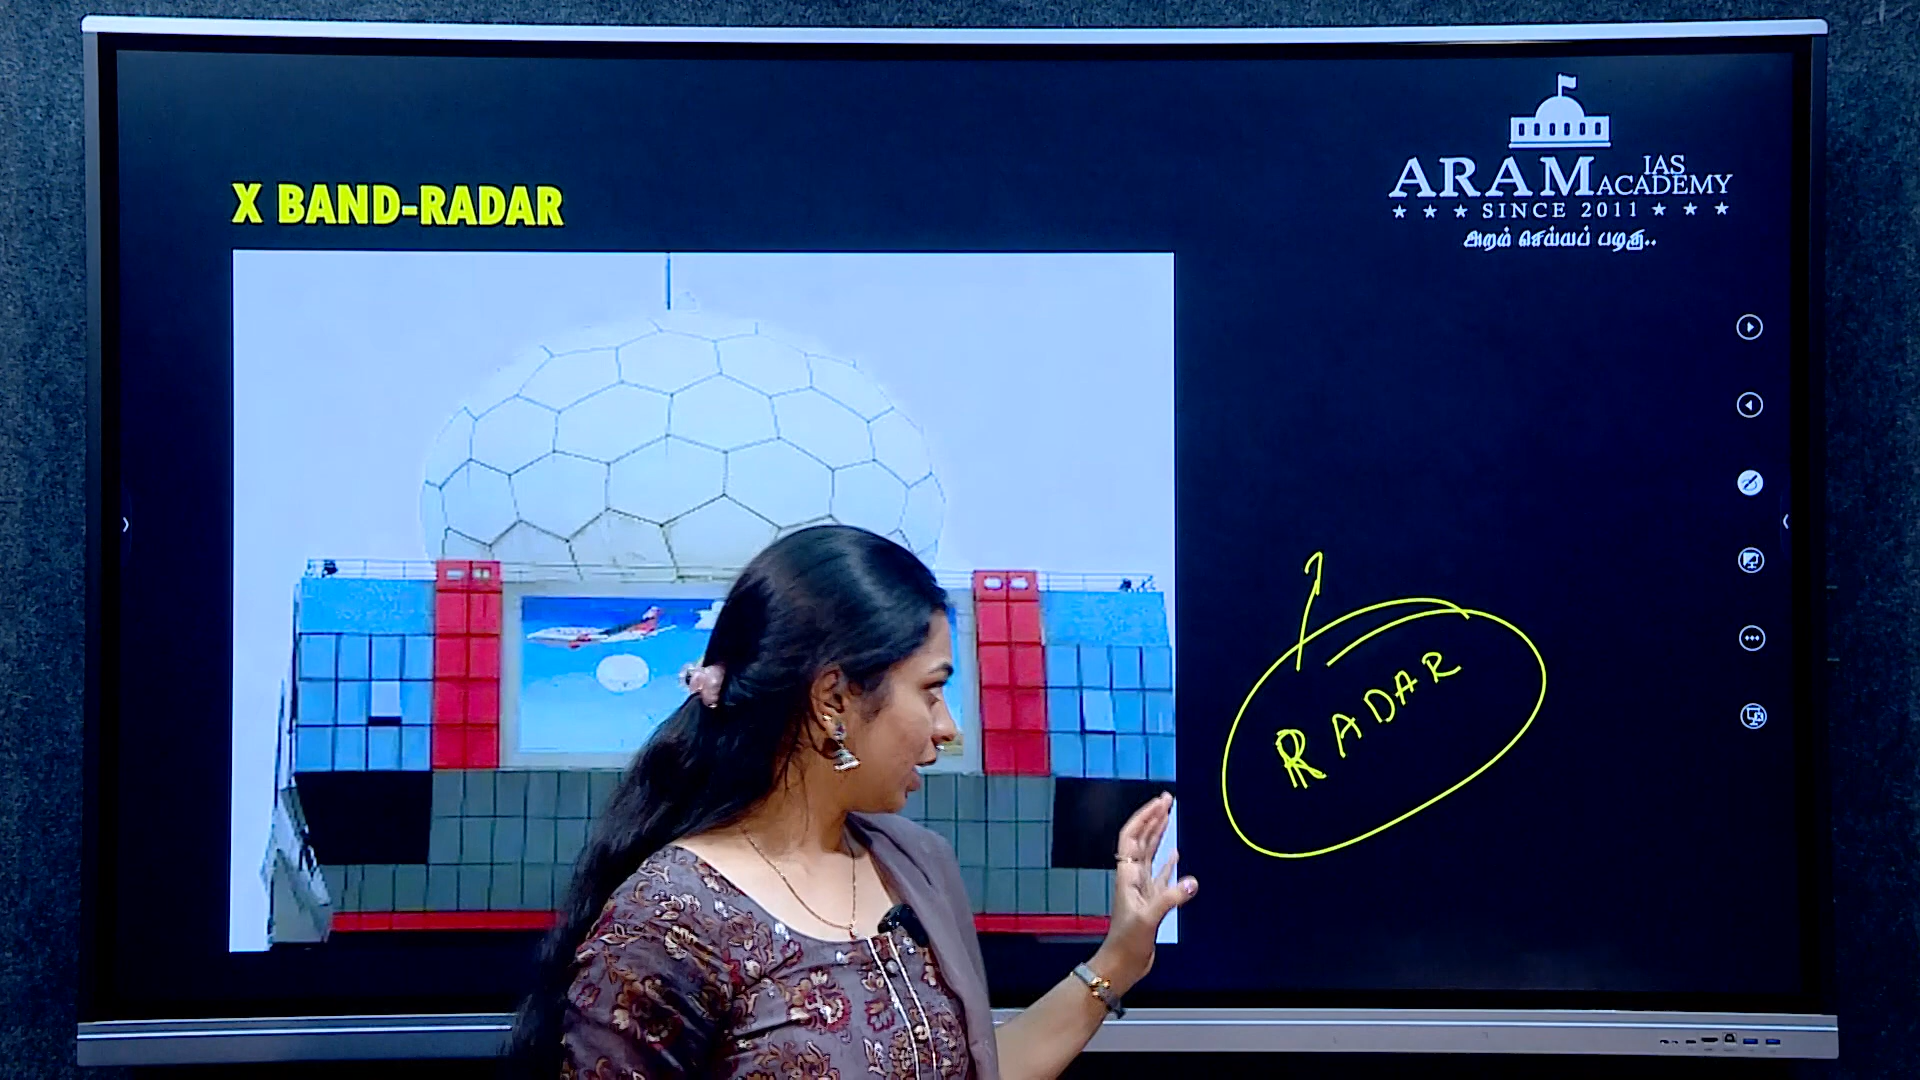 X BAND-RADAR
ARAM IAS ACADEMY
★ ★ ★ SINCE 2011 ★ ★ ★
அறம் செய்யப் பழகு..
RADAR